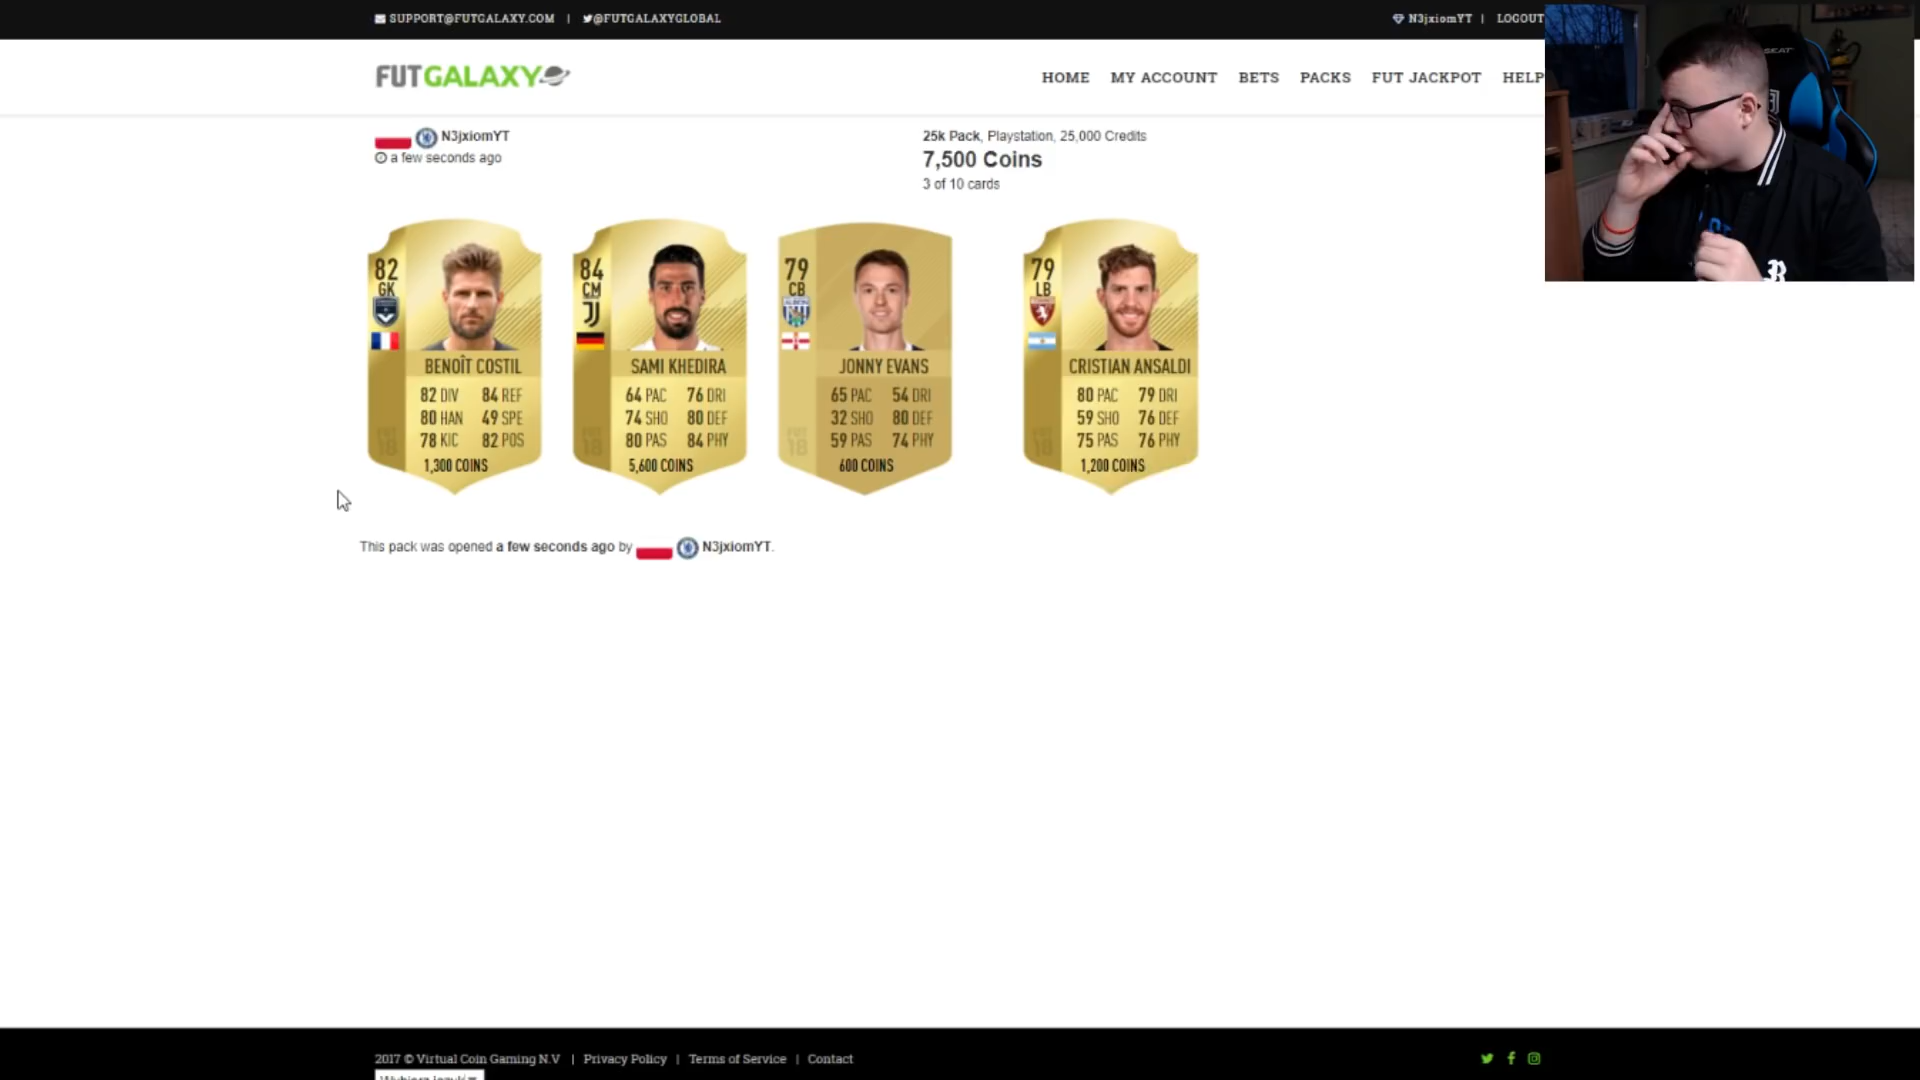 SUPPORT@FUTGALAXY.COM | @FUTGALAXYGLOBAL
N3jxiomYT | LOGOUT
SEAT
FUTGALAXY
HOME MY ACCOUNT BETS PACKS FUT JACKPOT HELP
N3jxiomYT
a few seconds ago
25k Pack, Playstation, 25,000 Credits
7,500 Coins
3 of 10 cards
82
GK
BENOÎT COSTIL
82 DIV 84 REF
80 HAN 49 SPE
78 KIC 82 POS
1,300 COINS
84
CM
SAMI KHEDIRA
64 PAC 76 DRI
74 SHO 80 DEF
80 PAS 84 PHY
5,600 COINS
79
CB
JONNY EVANS
65 PAC 54 DRI
32 SHO 80 DEF
59 PAS 74 PHY
600 COINS
79
LB
CRISTIAN ANSALDI
80 PAC 79 DRI
59 SHO 76 DEF
75 PAS 76 PHY
1,200 COINS
This pack was opened a few seconds ago by N3jxiomYT.
2017 © Virtual Coin Gaming N.V | Privacy Policy | Terms of Service | Contact
Wybierz język